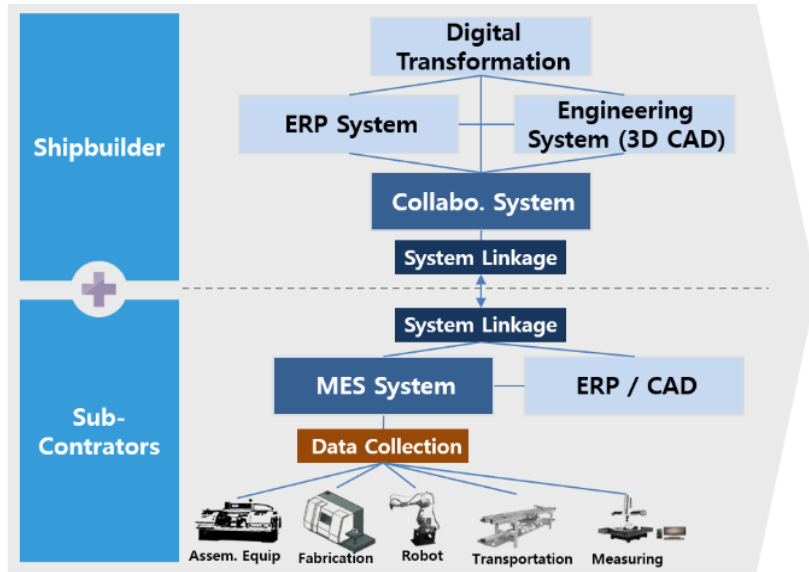 Digital
Transformation
ERP System
Engineering
System (3D CAD)
Shipbuilder
Collabo. System
System Linkage
System Linkage
MES System
ERP / CAD
Sub-
Contrators
Data Collection
Assem. Equip
Fabrication
Robot
Transportation
Measuring